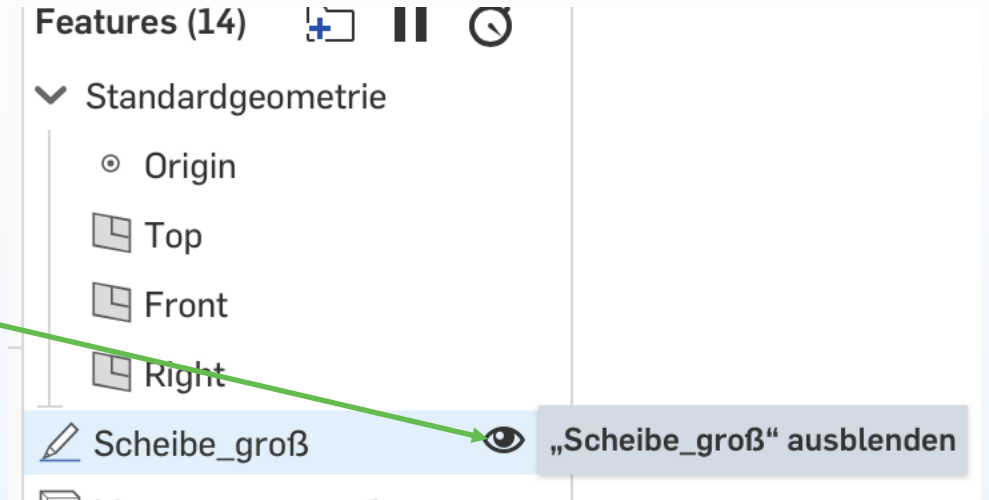 Features (14)
Standardgeometrie
Origin
Top
Front
Right
Scheibe_groß
„Scheibe_groß“ ausblenden